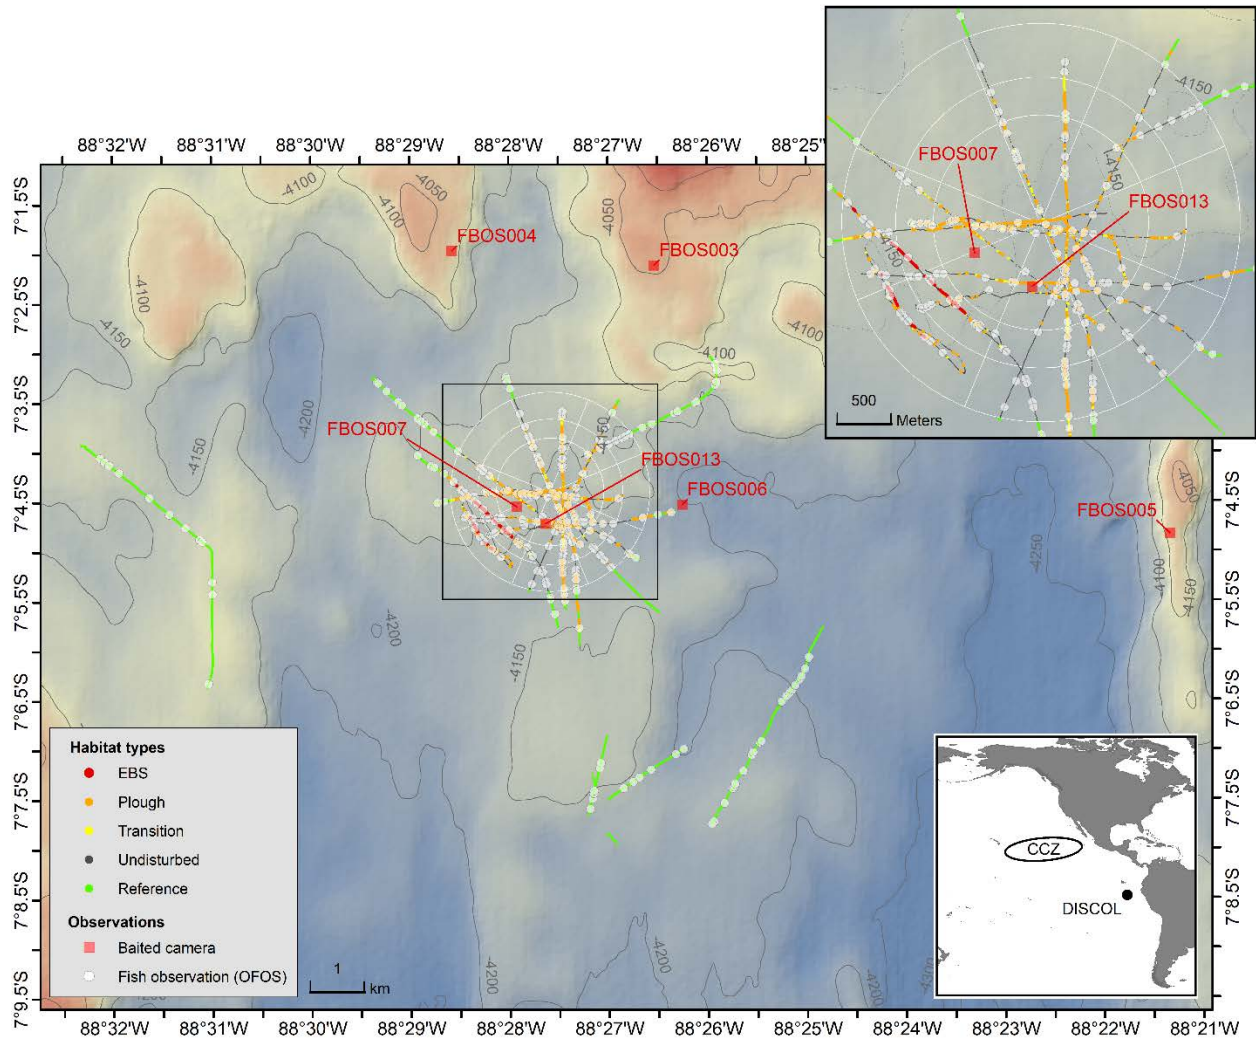 88°32'W 88°31'W 88°30'W 88°29'W 88°28'W 88°27'W 88°26'W 88°25'W
7°1.5'S
7°2.5'S
7°3.5'S
7°4.5'S
7°5.5'S
7°6.5'S
7°7.5'S
7°8.5'S
7°9.5'S
-4100
-4050
-4100
-4050
-4100
-4150
-4200
-4100
-4100
-4150
-4150
FBOS004
FBOS003
FBOS007
FBOS013
FBOS006
FBOS005
-4050
-4100
-4150
-4250
-4200
-4150
-4200
-4200
-4200
-4300
-4150
FBOS007
-4150
FBOS013
-4150
500
Meters
7°4.5'S
7°5.5'S
7°6.5'S
7°7.5'S
7°8.5'S
Habitat types
EBS
Plough
Transition
Undisturbed
Reference
Observations
Baited camera
Fish observation (OFOS)
1
km
CCZ
DISCOL
88°32'W 88°31'W 88°30'W 88°29'W 88°28'W 88°27'W 88°26'W 88°25'W 88°24'W 88°23'W 88°22'W 88°21'W